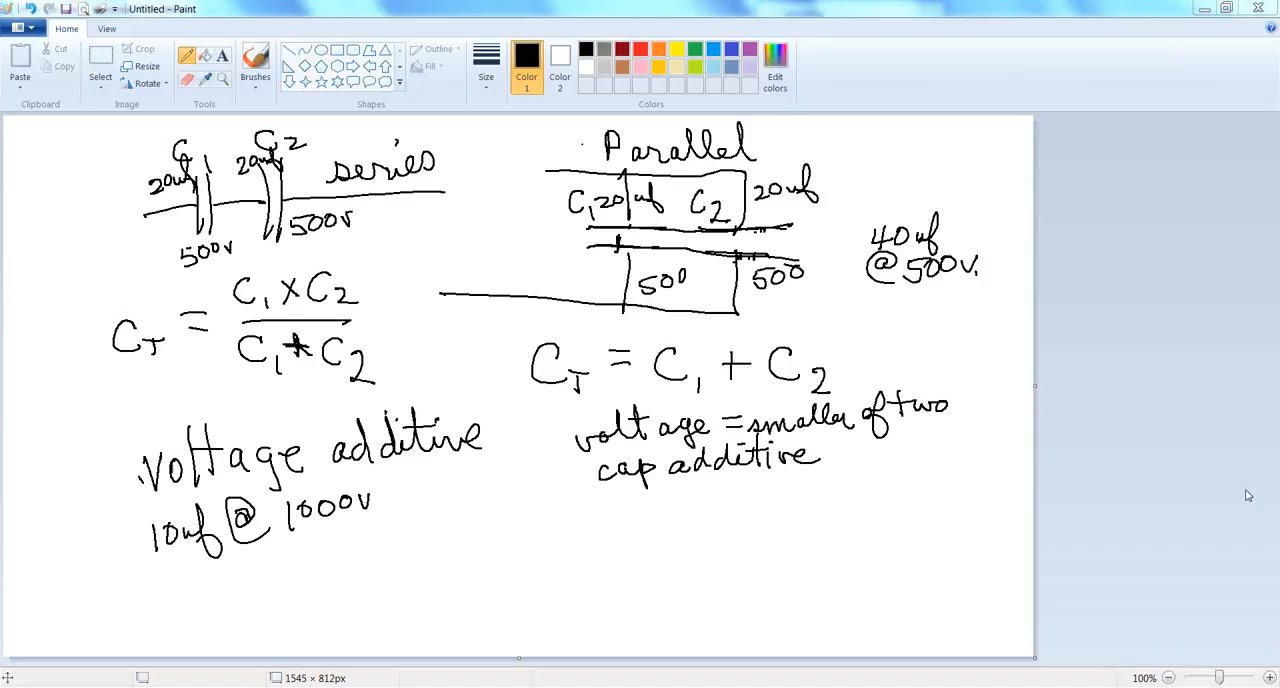 Untitled - Paint
Home
View
Paste
Cut
Copy
Clipboard
Select
Crop
Resize
Rotate
Image
A
Tools
Brushes
Shapes
Outline
Fill
Size
Color 1
Color 2
Edit colors
Colors
C1 C2 series
20uf 20uf
500v 500v
CT = C1 X C2
C1 + C2
voltage additive
10uf @ 1000v
Parallel
C1 20uf C2 20uf
500 500
40uf
@ 500v.
CT = C1 + C2
voltage = smaller of two
cap additive
1545 × 812px
100%